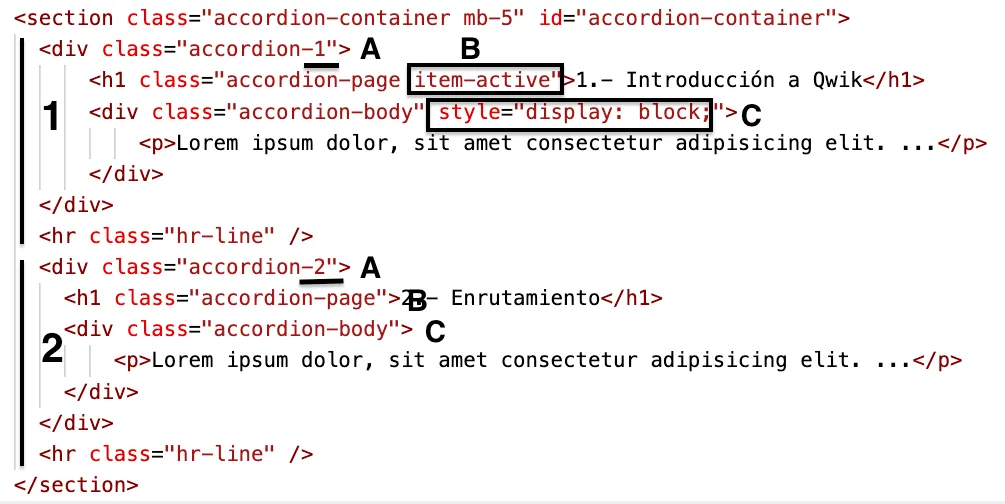 <section class="accordion-container mb-5" id="accordion-container">
<div class="accordion-1"> A B
<h1 class="accordion-page item-active">1.- Introducción a Qwik</h1>
1 <div class="accordion-body" style="display: block;"> C
<p>Lorem ipsum dolor, sit amet consectetur adipisicing elit. ...</p>
</div>
</div>
<hr class="hr-line" />
<div class="accordion-2"> A
<h1 class="accordion-page">2.- Enrutamiento</h1> B
<div class="accordion-body"> C
2 <p>Lorem ipsum dolor, sit amet consectetur adipisicing elit. ...</p>
</div>
</div>
<hr class="hr-line" />
</section>